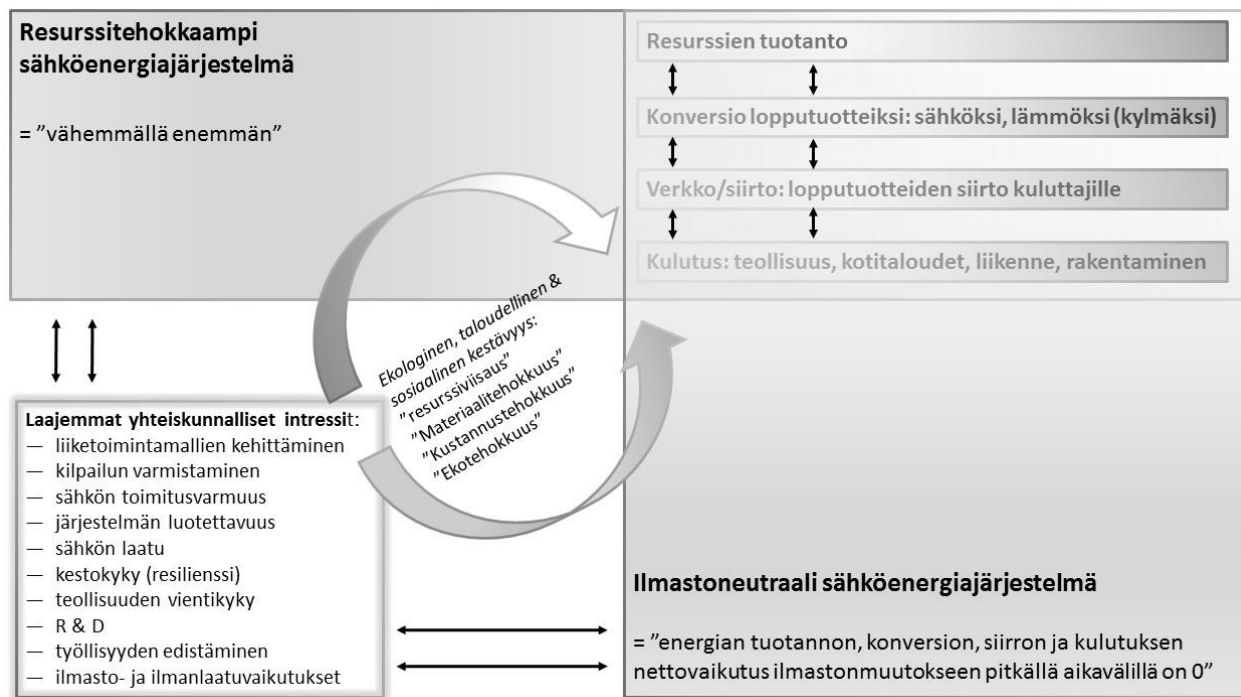 Resurssitehokkaampi
sähköenergiajärjestelmä
= ”vähemmällä enemmän”
Resurssien tuotanto
Konversio lopputuotteiksi: sähköksi, lämmöksi (kylmäksi)
Verkko/siirto: lopputuotteiden siirto kuluttajille
Kulutus: teollisuus, kotitaloudet, liikenne, rakentaminen
Ekologinen, taloudellinen &
sosiaalinen kestävyys:
”resurssiviisaus”
”Materiaalitehokkuus”
”Kustannustehokkuus”
”Ekotehokkuus”
Laajemmat yhteiskunnalliset intressit:
— liiketoimintamallien kehittäminen
— kilpailun varmistaminen
— sähkön toimitusvarmuus
— järjestelmän luotettavuus
— sähkön laatu
— kestokyky (resilienssi)
— teollisuuden vientikyky
— R & D
— työllisyyden edistäminen
— ilmasto- ja ilmanlaatuvaikutukset
Ilmastoneutraali sähköenergiajärjestelmä
= ”energian tuotannon, konversion, siirron ja kulutuksen
nettovaikutus ilmastonmuutokseen pitkällä aikavälillä on 0”